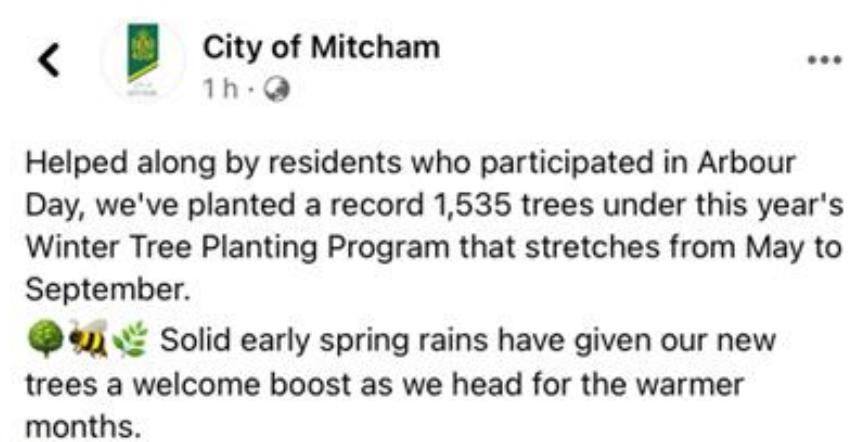 City of Mitcham
1 h ·
Helped along by residents who participated in Arbour
Day, we've planted a record 1,535 trees under this year's
Winter Tree Planting Program that stretches from May to
September.
🌳🐝🌿 Solid early spring rains have given our new
trees a welcome boost as we head for the warmer
months.